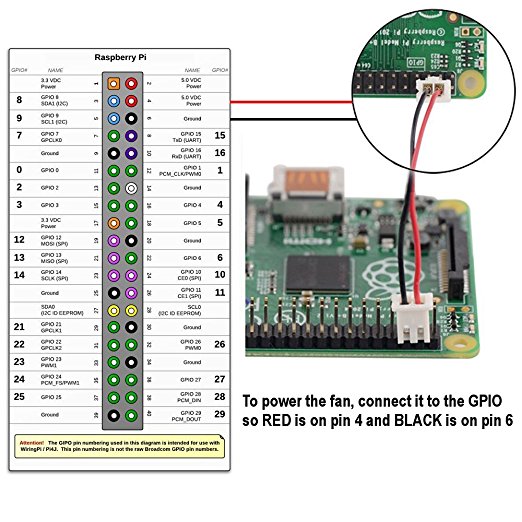 Raspberry Pi
GPIO# NAME NAME GPIO#
3.3 VDC Power 1 2 5.0 VDC Power
8 GPIO 8 SDA1 (I2C) 3 4 5.0 VDC Power
9 GPIO 9 SCL1 (I2C) 5 6 Ground
7 GPIO 7 GPCLK0 7 8 GPIO 15 TxD (UART) 15
Ground 9 10 GPIO 16 RxD (UART) 16
0 GPIO 0 11 12 GPIO 1 PCM_CLK/PWM0 1
2 GPIO 2 13 14 Ground
3 GPIO 3 15 16 GPIO 4 4
3.3 VDC Power 17 18 GPIO 5 5
12 GPIO 12 MOSI (SPI) 19 20 Ground
13 GPIO 13 MISO (SPI) 21 22 GPIO 6 6
14 GPIO 14 SCLK (SPI) 23 24 GPIO 10 CE0 (SPI) 10
Ground 25 26 GPIO 11 CE1 (SPI) 11
SDA0 (I2C ID EEPROM) 27 28 SCL0 (I2C ID EEPROM)
21 GPIO 21 GPCLK1 29 30 Ground
22 GPIO 22 GPCLK2 31 32 GPIO 26 PWM0 26
23 GPIO 23 PWM1 33 34 Ground
24 GPIO 24 PCM_FS/PWM1 35 36 GPIO 27 27
25 GPIO 25 37 38 GPIO 28 PCM_DIN 28
Ground 39 40 GPIO 29 PCM_DOUT 29
Attention! The GIPO pin numbering used in this diagram is intended for use with
WiringPi / Pi4J. This pin numbering is not the raw Broadcom GPIO pin numbers.
Raspberry Pi 2 Model B
© Raspberry Pi
GPIO
To power the fan, connect it to the GPIO
so RED is on pin 4 and BLACK is on pin 6